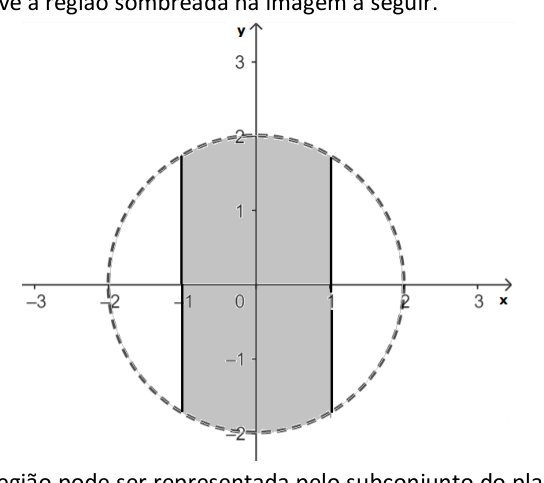 ve a região sombreada na imagem a seguir.
y
3
2
1
–3 –2 –1 0 1 2 3 x
–1
–2
egião pode ser representada pelo subconjunto do pla